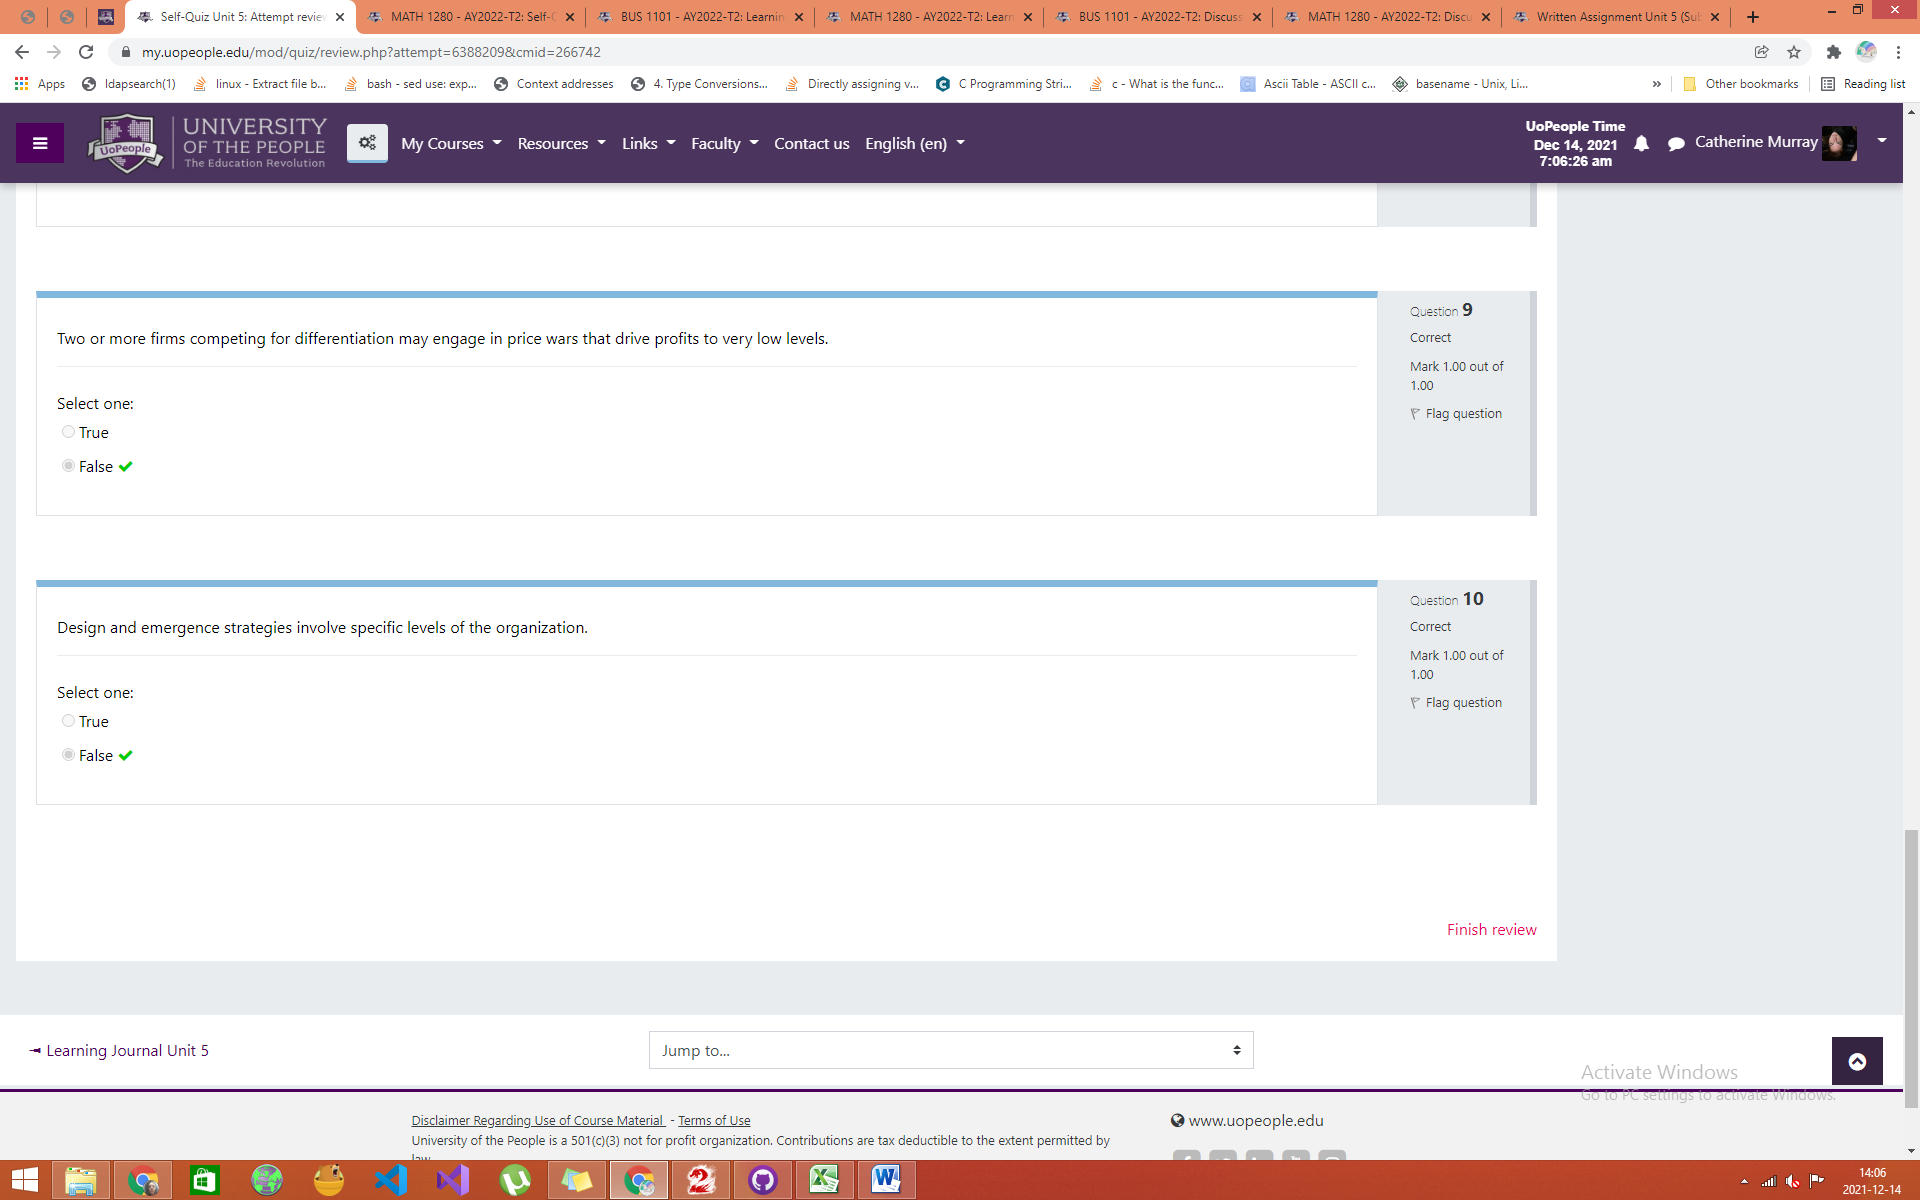 Self-Quiz Unit 5: Attempt revie
MATH 1280 - AY2022-T2: Self-
BUS 1101 - AY2022-T2: Learnin
MATH 1280 - AY2022-T2: Learn
BUS 1101 - AY2022-T2: Discuss
MATH 1280 - AY2022-T2: Discu
Written Assignment Unit 5 (Su
my.uopeople.edu/mod/quiz/review.php?attempt=6388209&cmid=266742
Apps
ldapsearch(1)
linux - Extract file b...
bash - sed use: exp...
Context addresses
4. Type Conversions...
Directly assigning v...
C Programming Stri...
c - What is the func...
Ascii Table - ASCII c...
basename - Unix, Li...
»
Other bookmarks
Reading list
UoPeople
UNIVERSITY
OF THE PEOPLE
The Education Revolution
My Courses
Resources
Links
Faculty
Contact us
English (en)
UoPeople Time
Dec 14, 2021
7:06:26 am
Catherine Murray
Two or more firms competing for differentiation may engage in price wars that drive profits to very low levels.
Select one:
True
False
Question 9
Correct
Mark 1.00 out of
1.00
Flag question
Design and emergence strategies involve specific levels of the organization.
Select one:
True
False
Question 10
Correct
Mark 1.00 out of
1.00
Flag question
Finish review
Learning Journal Unit 5
Jump to...
Activate Windows
Go to PC settings to activate Windows.
Disclaimer Regarding Use of Course Material - Terms of Use
University of the People is a 501(c)(3) not for profit organization. Contributions are tax deductible to the extent permitted by
law.
www.uopeople.edu
14:06
2021-12-14